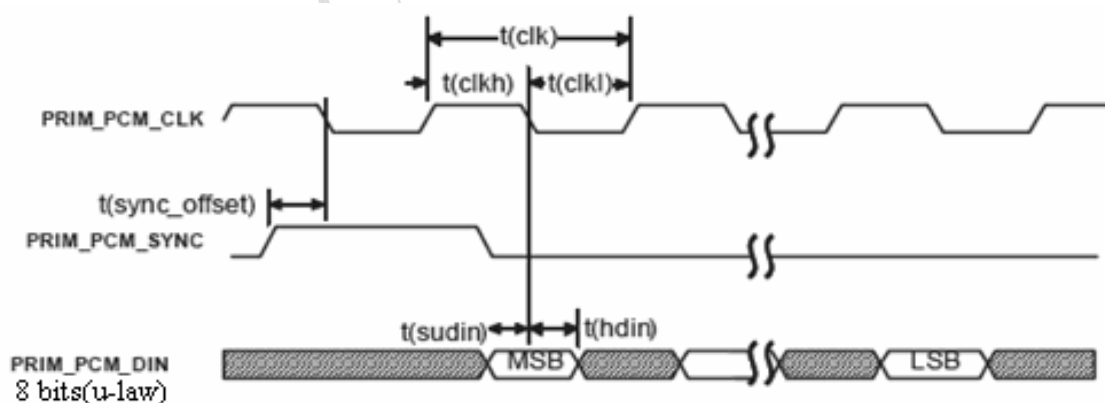 t(clk)
t(clkh) t(clkl)
PRIM_PCM_CLK
t(sync_offset)
PRIM_PCM_SYNC
t(sudin) t(hdin)
PRIM_PCM_DIN MSB LSB
8 bits(u-law)